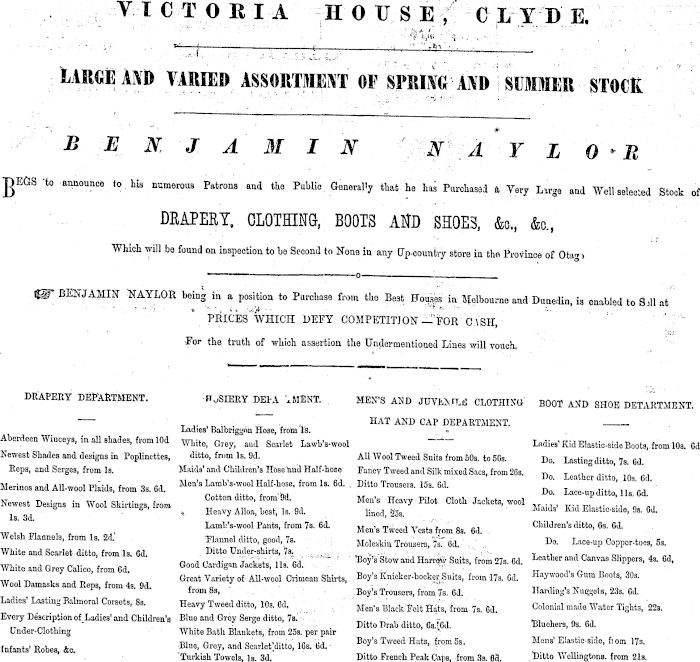 VICTORIA HOUSE, CLYDE.
LARGE AND VARIED ASSORTMENT OF SPRING AND SUMMER STOCK
BENJAMIN NAYLOR
BEGS to announce to his numerous Patrons and the Public Generally that he has Purchased a Very Large and Well selected Stock of
DRAPERY, CLOTHING, BOOTS AND SHOES, &c., &c.,
Which will be found on inspection to be Second to None in any Up-country store in the Province of Otago
BENJAMIN NAYLOR being in a position to Purchase from the Best Houses in Melbourne and Dunedin, is enabled to Sell at
PRICES WHICH DEFY COMPETITION — FOR CASH,
For the truth of which assertion the Undermentioned Lines will vouch.
DRAPERY DEPARTMENT.
Aberdeen Winceys, in all shades, from 10d
Newest Shades and designs in Poplinettes,
Reps, and Serges, from 1s.
Merinos and All-wool Plaids, from 3s. 6d.
Newest Designs in Wool Skirtings, from
1s. 3d.
Welsh Flannels, from 1s. 2d.
White and Scarlet ditto, from 1s. 6d.
White and Grey Calico, from 6d.
Wool Damasks and Reps, from 4s. 9d.
Ladies' Lasting Balmoral Corsets, 8s.
Every Description of Ladies' and Children's
Under-Clothing
Infants' Robes, &c.
HOSIERY DEPARTMENT.
Ladies' Balbriggan Hose, from 1s.
White, Grey, and Scarlet Lamb's-wool
ditto, from 1s. 9d.
Maids' and Children's Hose and Half-hose
Men's Lamb's-wool Half-hose, from 1s. 6d.
Cotton ditto, from 9d.
Heavy Alloa, best, 1s. 9d.
Lamb's-wool Pants, from 7s. 6d.
Flannel ditto, good, 7s.
Ditto Under-shirts, 7s.
Good Cardigan Jackets, 11s. 6d.
Great Variety of All-wool Crimean Shirts,
from 8s,
Heavy Tweed ditto, 10s. 6d.
Blue and Grey Serge ditto, 7s.
White Bath Blankets, from 25s. per pair
Blue, Grey, and Scarlet ditto, 16s. 6d.
Turkish Towels, 1s. 3d.
MEN'S AND JUVENILE CLOTHING
HAT AND CAP DEPARTMENT.
All Wool Tweed Suits from 50s. to 56s.
Fancy Tweed and Silk mixed Sacs, from 26s.
Ditto Trousers. 15s. 6d.
Men's Heavy Pilot Cloth Jackets, wool
lined, 25s.
Men's Tweed Vests from 8s. 6d.
Moleskin Trousers, 7s. 6d.
Boy's Stow and Harrow Suits, from 27s. 6d.
Boy's Knicker-bocker Suits, from 17s. 6d.
Boy's Trousers, from 7s. 6d.
Men's Black Felt Hats, from 7s. 6d.
Ditto Drab ditto, 6s. 6d.
Boy's Tweed Hats, from 5s.
Ditto French Peak Caps, from 3s. 6d.
BOOT AND SHOE DETARTMENT.
Ladies' Kid Elastic-side Boots, from 10s. 6d
Do. Lasting ditto, 7s. 6d.
Do. Leather ditto, 10s. 6d.
Do. Lace-up ditto, 11s. 6d.
Maids' Kid Elastic-side, 9s. 6d.
Children's ditto, 6s. 6d.
Do. Lace-up Copper-toes, 5s.
Leather and Canvas Slippers, 4s. 6d,
Haywood's Gum Boots, 30s.
Harding's Nuggets, 23s. 6d.
Colonial made Water Tights, 22s.
Bluchers, 9s. 6d.
Mens' Elastic-side, from 17s.
Ditto Wellingtons. from 21s.